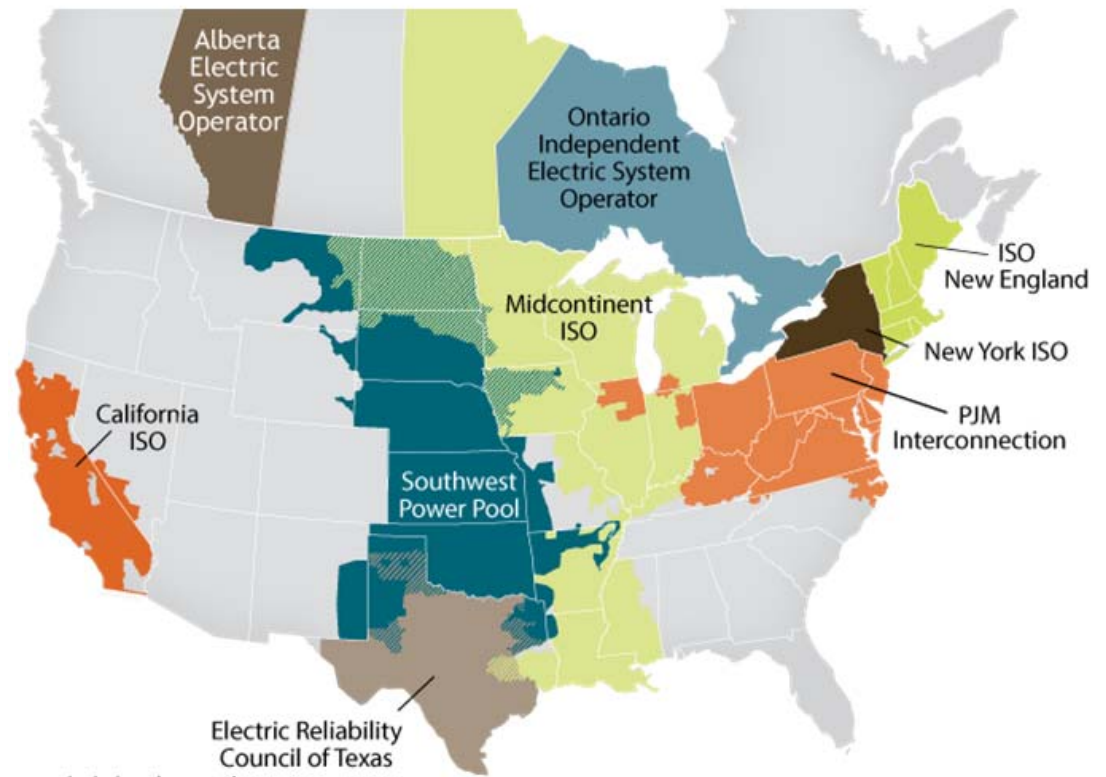 Alberta
Electric
System
Operator
Ontario
Independent
Electric System
Operator
ISO
New England
Midcontinent
ISO
New York ISO
California
ISO
PJM
Interconnection
Southwest
Power Pool
Electric Reliability
Council of Texas